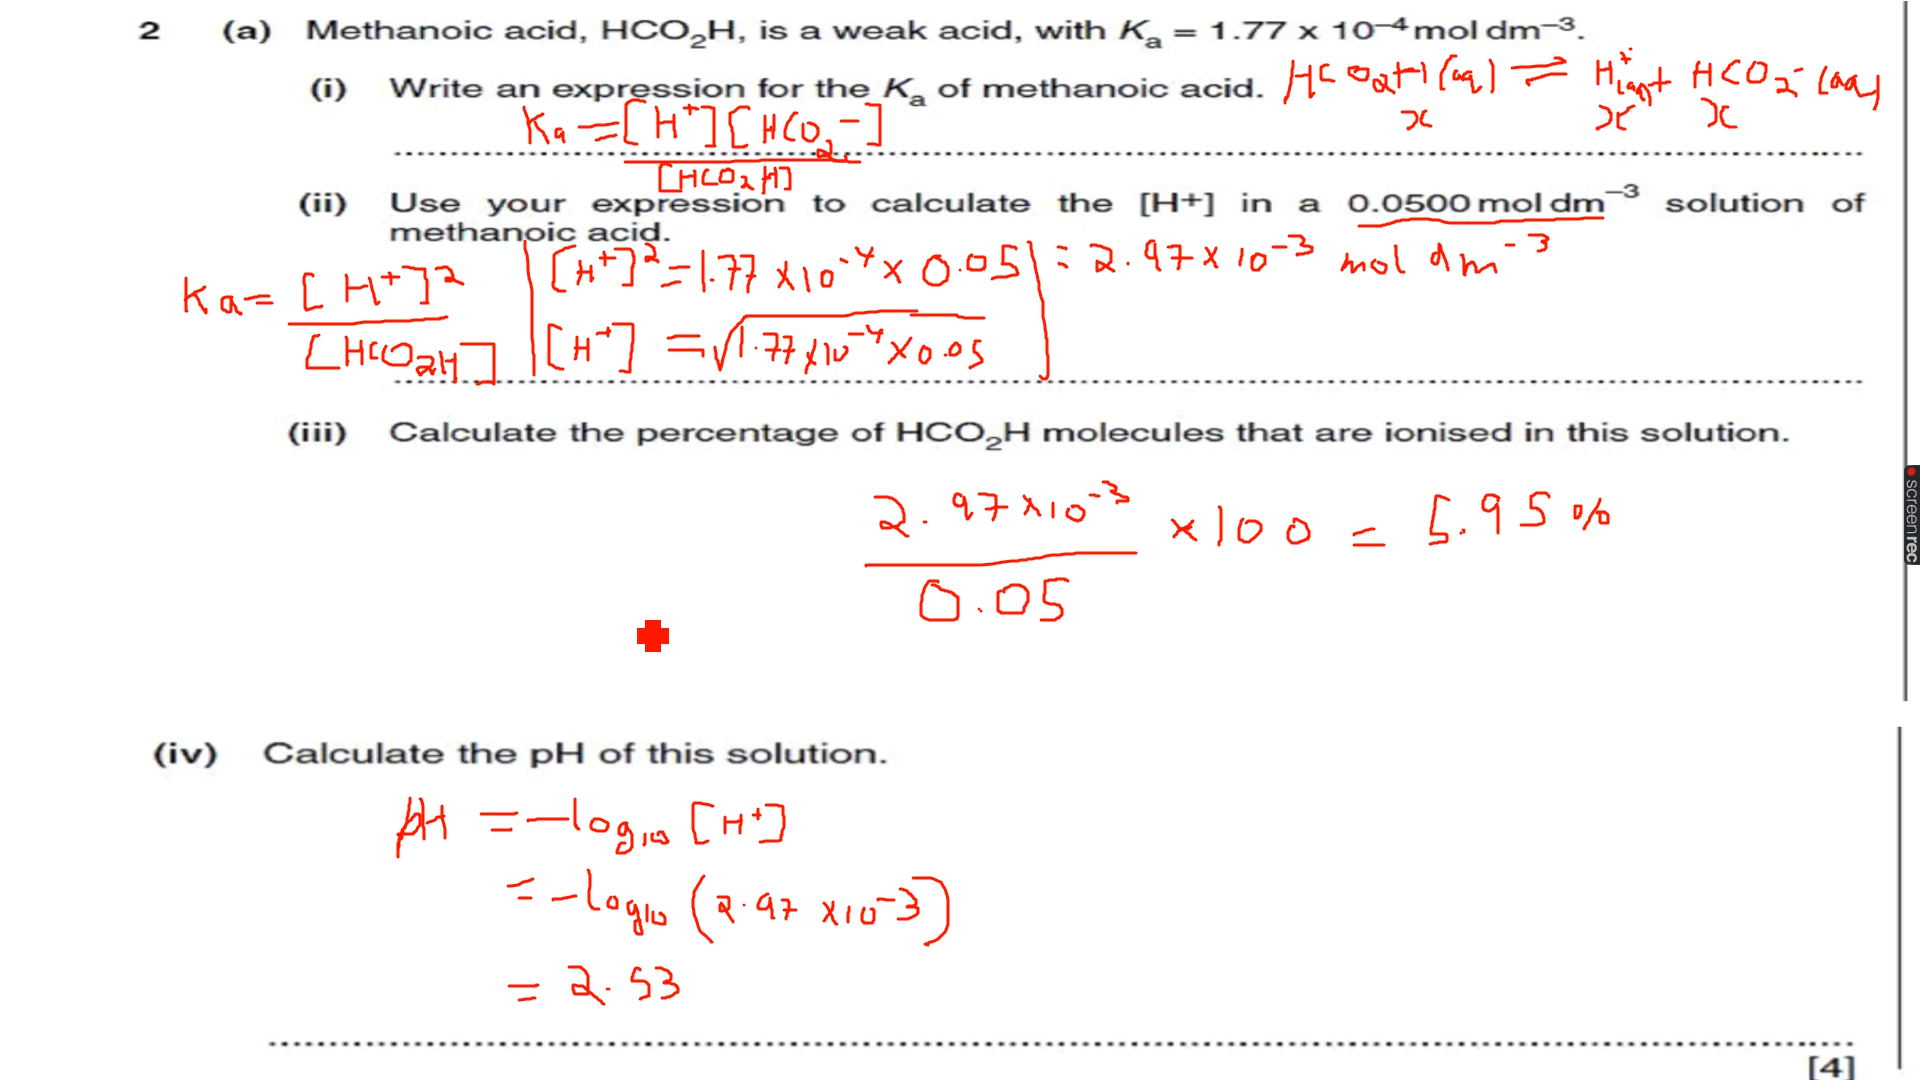 2 (a) Methanoic acid, HCO₂H, is a weak acid, with Kₐ = 1.77 x 10⁻⁴ mol dm⁻³.
(i) Write an expression for the Kₐ of methanoic acid. HCO₂H (aq) ⇌ H⁺(aq) + HCO₂⁻ (aq)
x x x
Ka = [H⁺][HCO₂⁻]
[HCO₂H]
(ii) Use your expression to calculate the [H+] in a 0.0500 mol dm⁻³ solution of
methanoic acid.
Ka = [H⁺]²
[HCO₂H]
[H⁺]² = 1.77 × 10⁻⁴ × 0.05
[H⁺] = √1.77 × 10⁻⁴ × 0.05
= 2.97 × 10⁻³ mol dm⁻³
(iii) Calculate the percentage of HCO₂H molecules that are ionised in this solution.
2.97 × 10⁻³
0.05
× 100 = 5.95 %
(iv) Calculate the pH of this solution.
pH = -log₁₀ [H⁺]
= -log₁₀ (2.97 × 10⁻³)
= 2.53
[4]
screenrec